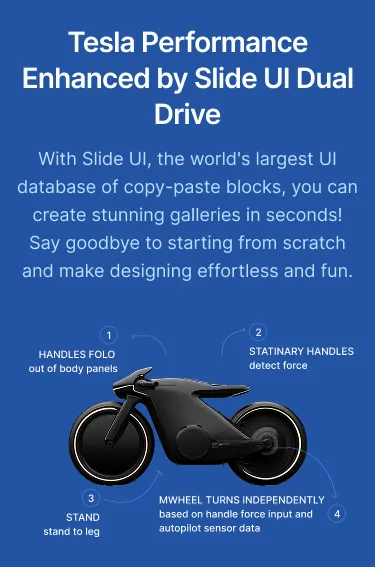 Tesla Performance
Enhanced by Slide UI Dual
Drive
With Slide UI, the world's largest UI
database of copy-paste blocks, you can
create stunning galleries in seconds!
Say goodbye to starting from scratch
and make designing effortless and fun.
1
HANDLES FOLO
out of body panels
2
STATINARY HANDLES
detect force
3
STAND
stand to leg
MWHEEL TURNS INDEPENDENTLY
based on handle force input and
autopilot sensor data
4